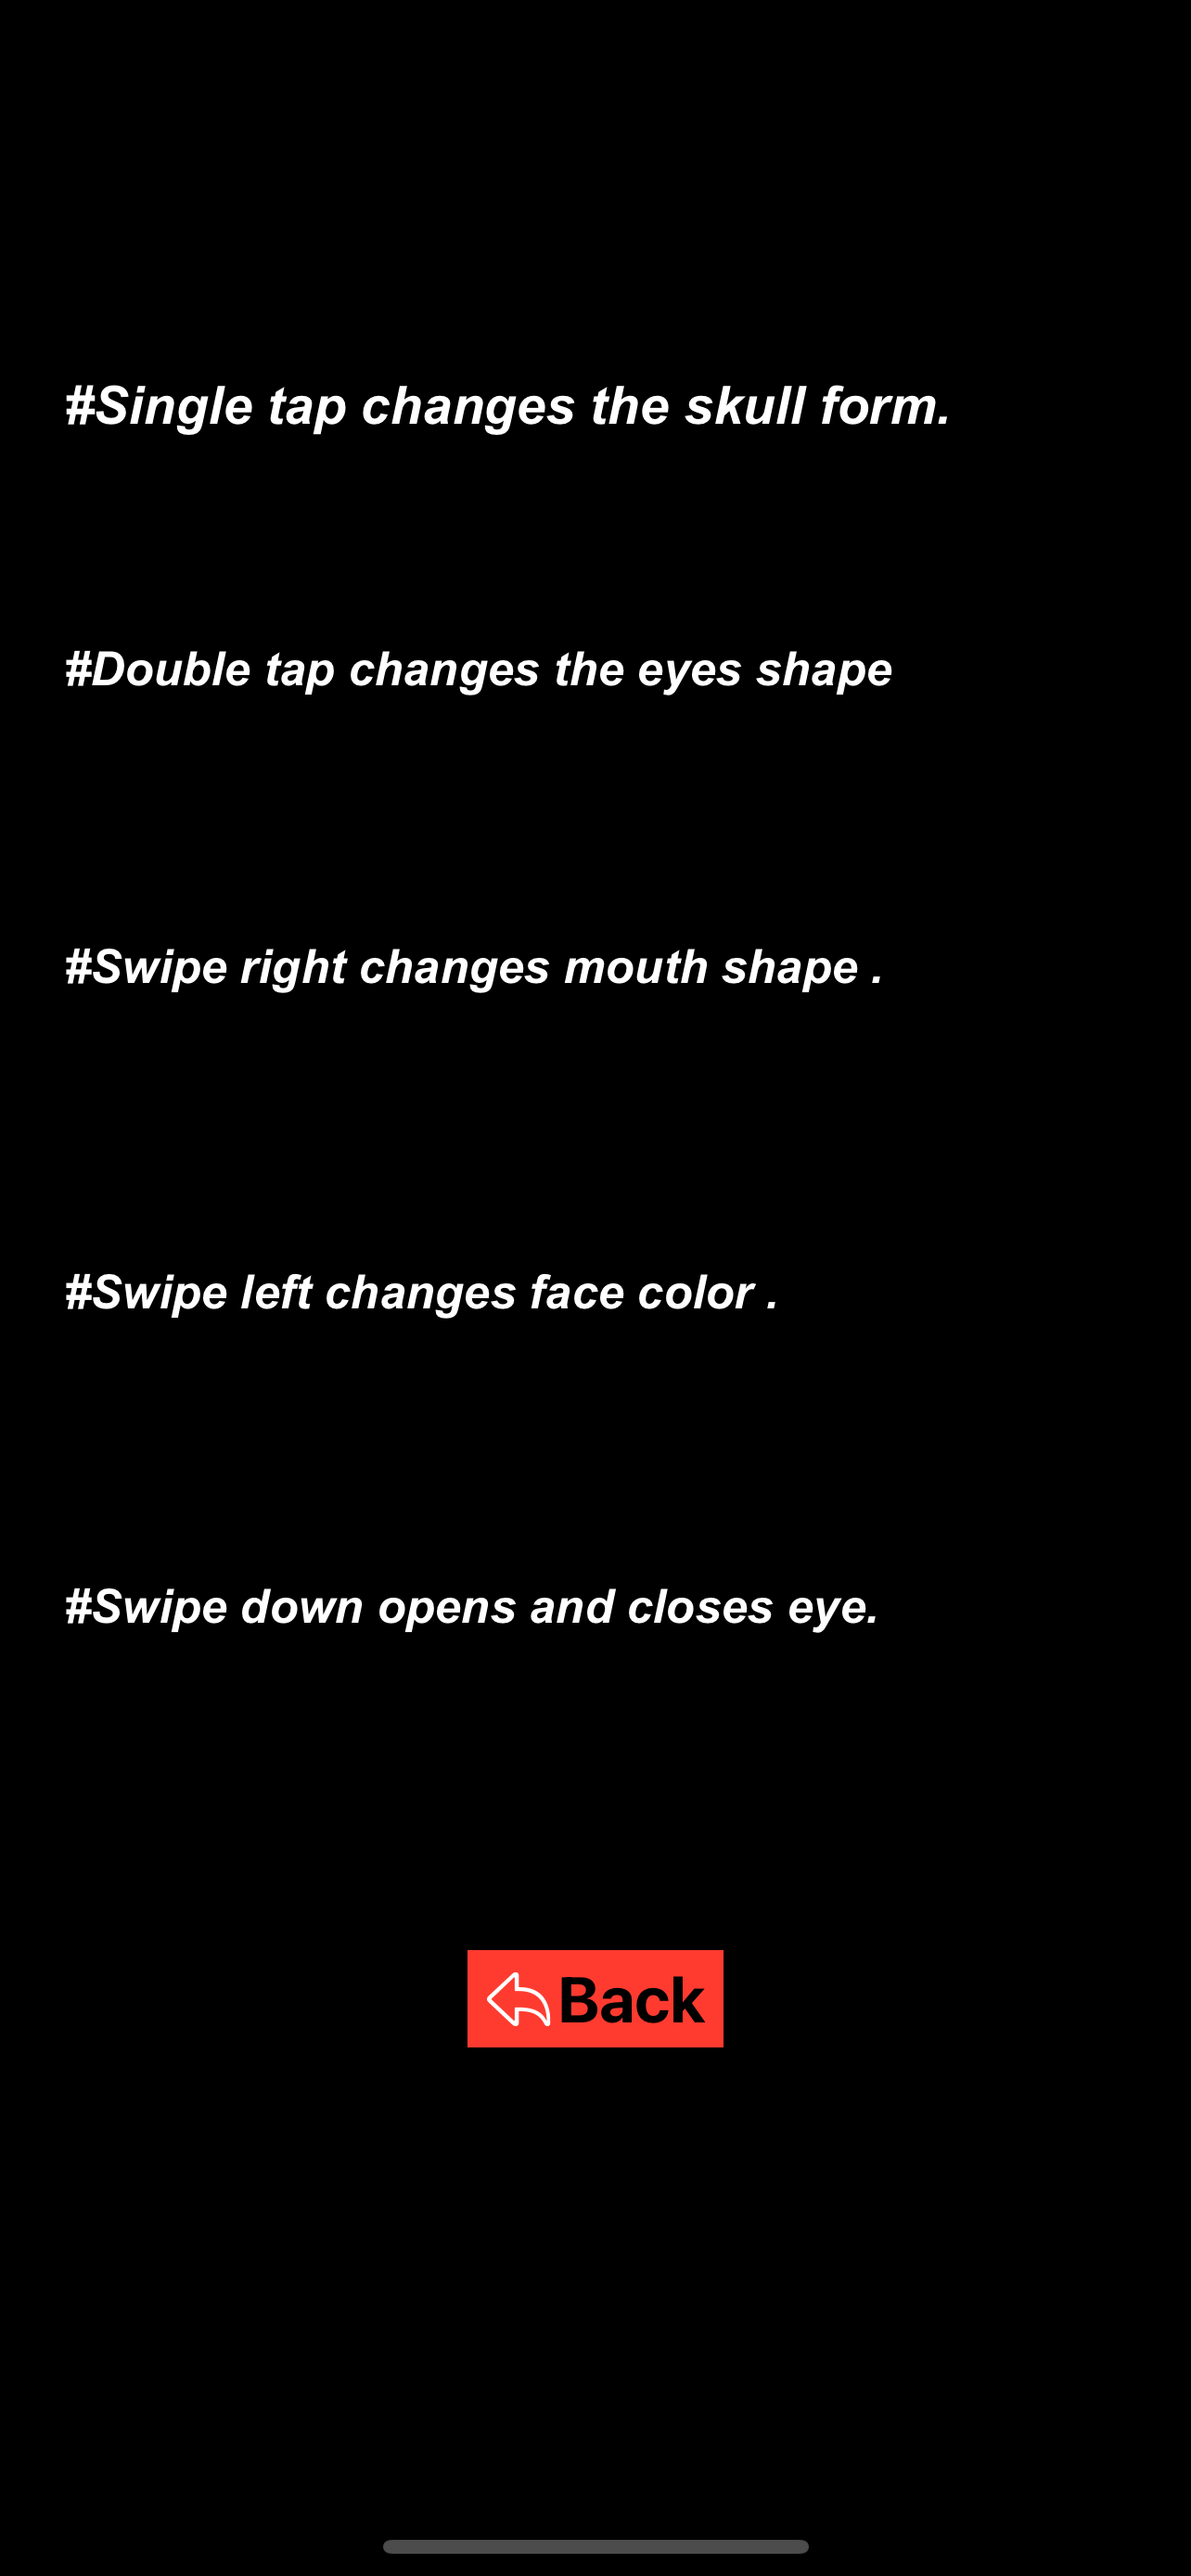 #Single tap changes the skull form.
#Double tap changes the eyes shape
#Swipe right changes mouth shape .
#Swipe left changes face color .
#Swipe down opens and closes eye.
Back